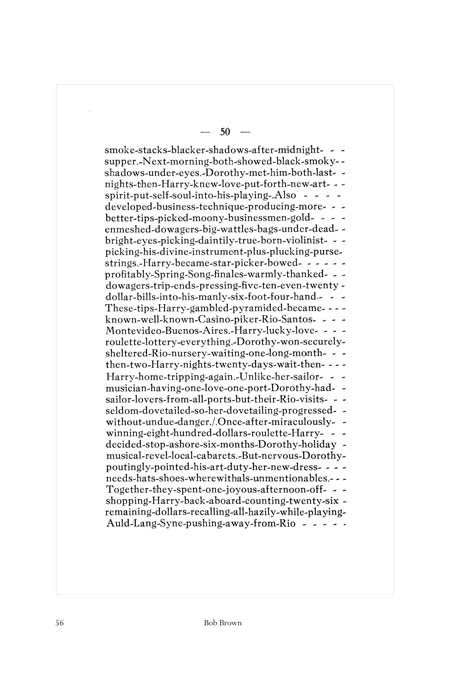 — 50 —
smoke-stacks-blacker-shadows-after-midnight- - -
supper.-Next-morning-both-showed-black-smoky- -
shadows-under-eyes.-Dorothy-met-him-both-last- -
nights-then-Harry-knew-love-put-forth-new-art- - -
spirit-put-self-soul-into-his-playing-.Also - - - -
developed-business-technique-producing-more- - -
better-tips-picked-moony-businessmen-gold- - - -
enmeshed-dowagers-big-wattles-bags-under-dead- -
bright-eyes-picking-daintily-true-born-violinist- - -
picking-his-divine-instrument-plus-plucking-purse-
strings.-Harry-became-star-picker-bowed- - - - - -
profitably-Spring-Song-finales-warmly-thanked- - -
dowagers-trip-ends-pressing-five-ten-even-twenty -
dollar-bills-into-his-manly-six-foot-four-hand.- - -
These-tips-Harry-gambled-pyramided-became- - - -
known-well-known-Casino-piker-Rio-Santos- - - -
Montevideo-Buenos-Aires.-Harry-lucky-love- - - -
roulette-lottery-everything.-Dorothy-won-securely-
sheltered-Rio-nursery-waiting-one-long-month- - -
then-two-Harry-nights-twenty-days-wait-then- - - -
Harry-home-tripping-again.-Unlike-her-sailor- - -
musician-having-one-love-one-port-Dorothy-had- -
sailor-lovers-from-all-ports-but-their-Rio-visits- - -
seldom-dovetailed-so-her-dovetailing-progressed- -
without-undue-danger./.Once-after-miraculously- -
winning-eight-hundred-dollars-roulette-Harry- - -
decided-stop-ashore-six-months-Dorothy-holiday -
musical-revel-local-cabarets.-But-nervous-Dorothy-
poutingly-pointed-his-art-duty-her-new-dress- - - -
needs-hats-shoes-wherewithals-unmentionables.- - -
Together-they-spent-one-joyous-afternoon-off- - -
shopping-Harry-back-aboard-counting-twenty-six -
remaining-dollars-recalling-all-hazily-while-playing-
Auld-Lang-Syne-pushing-away-from-Rio - - - - -
56
Bob Brown